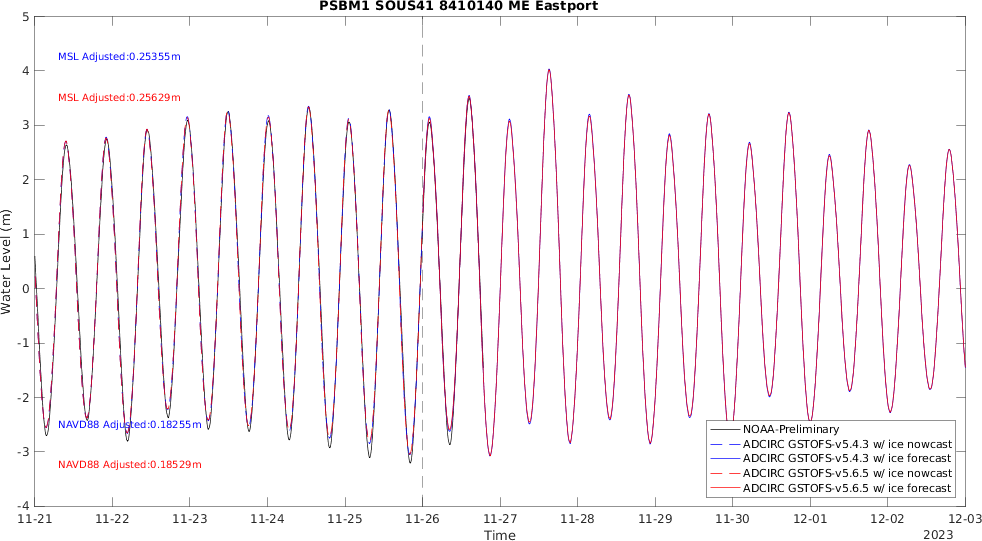 PSBM1 SOUS41 8410140 ME Eastport
5
4
3
2
1
0
-1
-2
-3
-4
Water Level (m)
MSL Adjusted:0.25355m
MSL Adjusted:0.25629m
NAVD88 Adjusted:0.18255m
NAVD88 Adjusted:0.18529m
NOAA-Preliminary
ADCIRC GSTOFS-v5.4.3 w/ ice nowcast
ADCIRC GSTOFS-v5.4.3 w/ ice forecast
ADCIRC GSTOFS-v5.6.5 w/ ice nowcast
ADCIRC GSTOFS-v5.6.5 w/ ice forecast
11-21 11-22 11-23 11-24 11-25 11-26 11-27 11-28 11-29 11-30 12-01 12-02 12-03
Time
2023